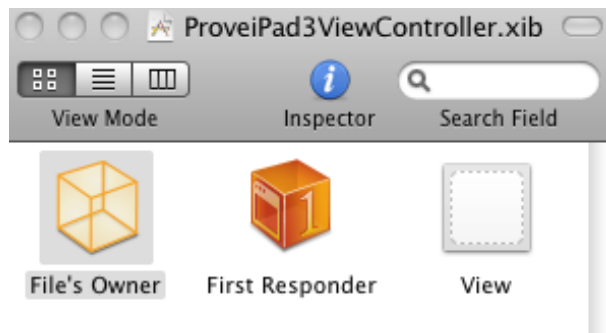 ProveiPad3ViewController.xib
View Mode
Inspector
Search Field
File's Owner
First Responder
View